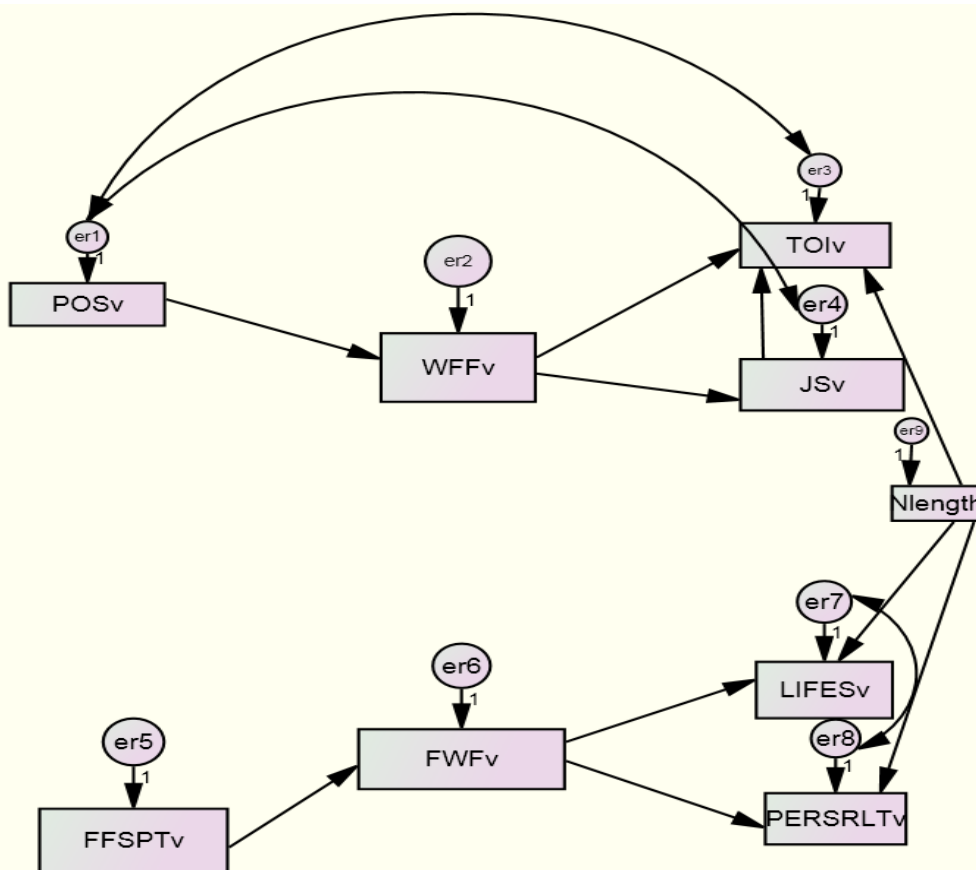 er3
1
er1
1
TOIv
er2
POSv
1
er4
1
WFFv
JSv
er9
1
Nlength
er7
1
er6
1
LIFESv
er5
er8
1
FWFv
1
PERSRLTv
FFSPTv